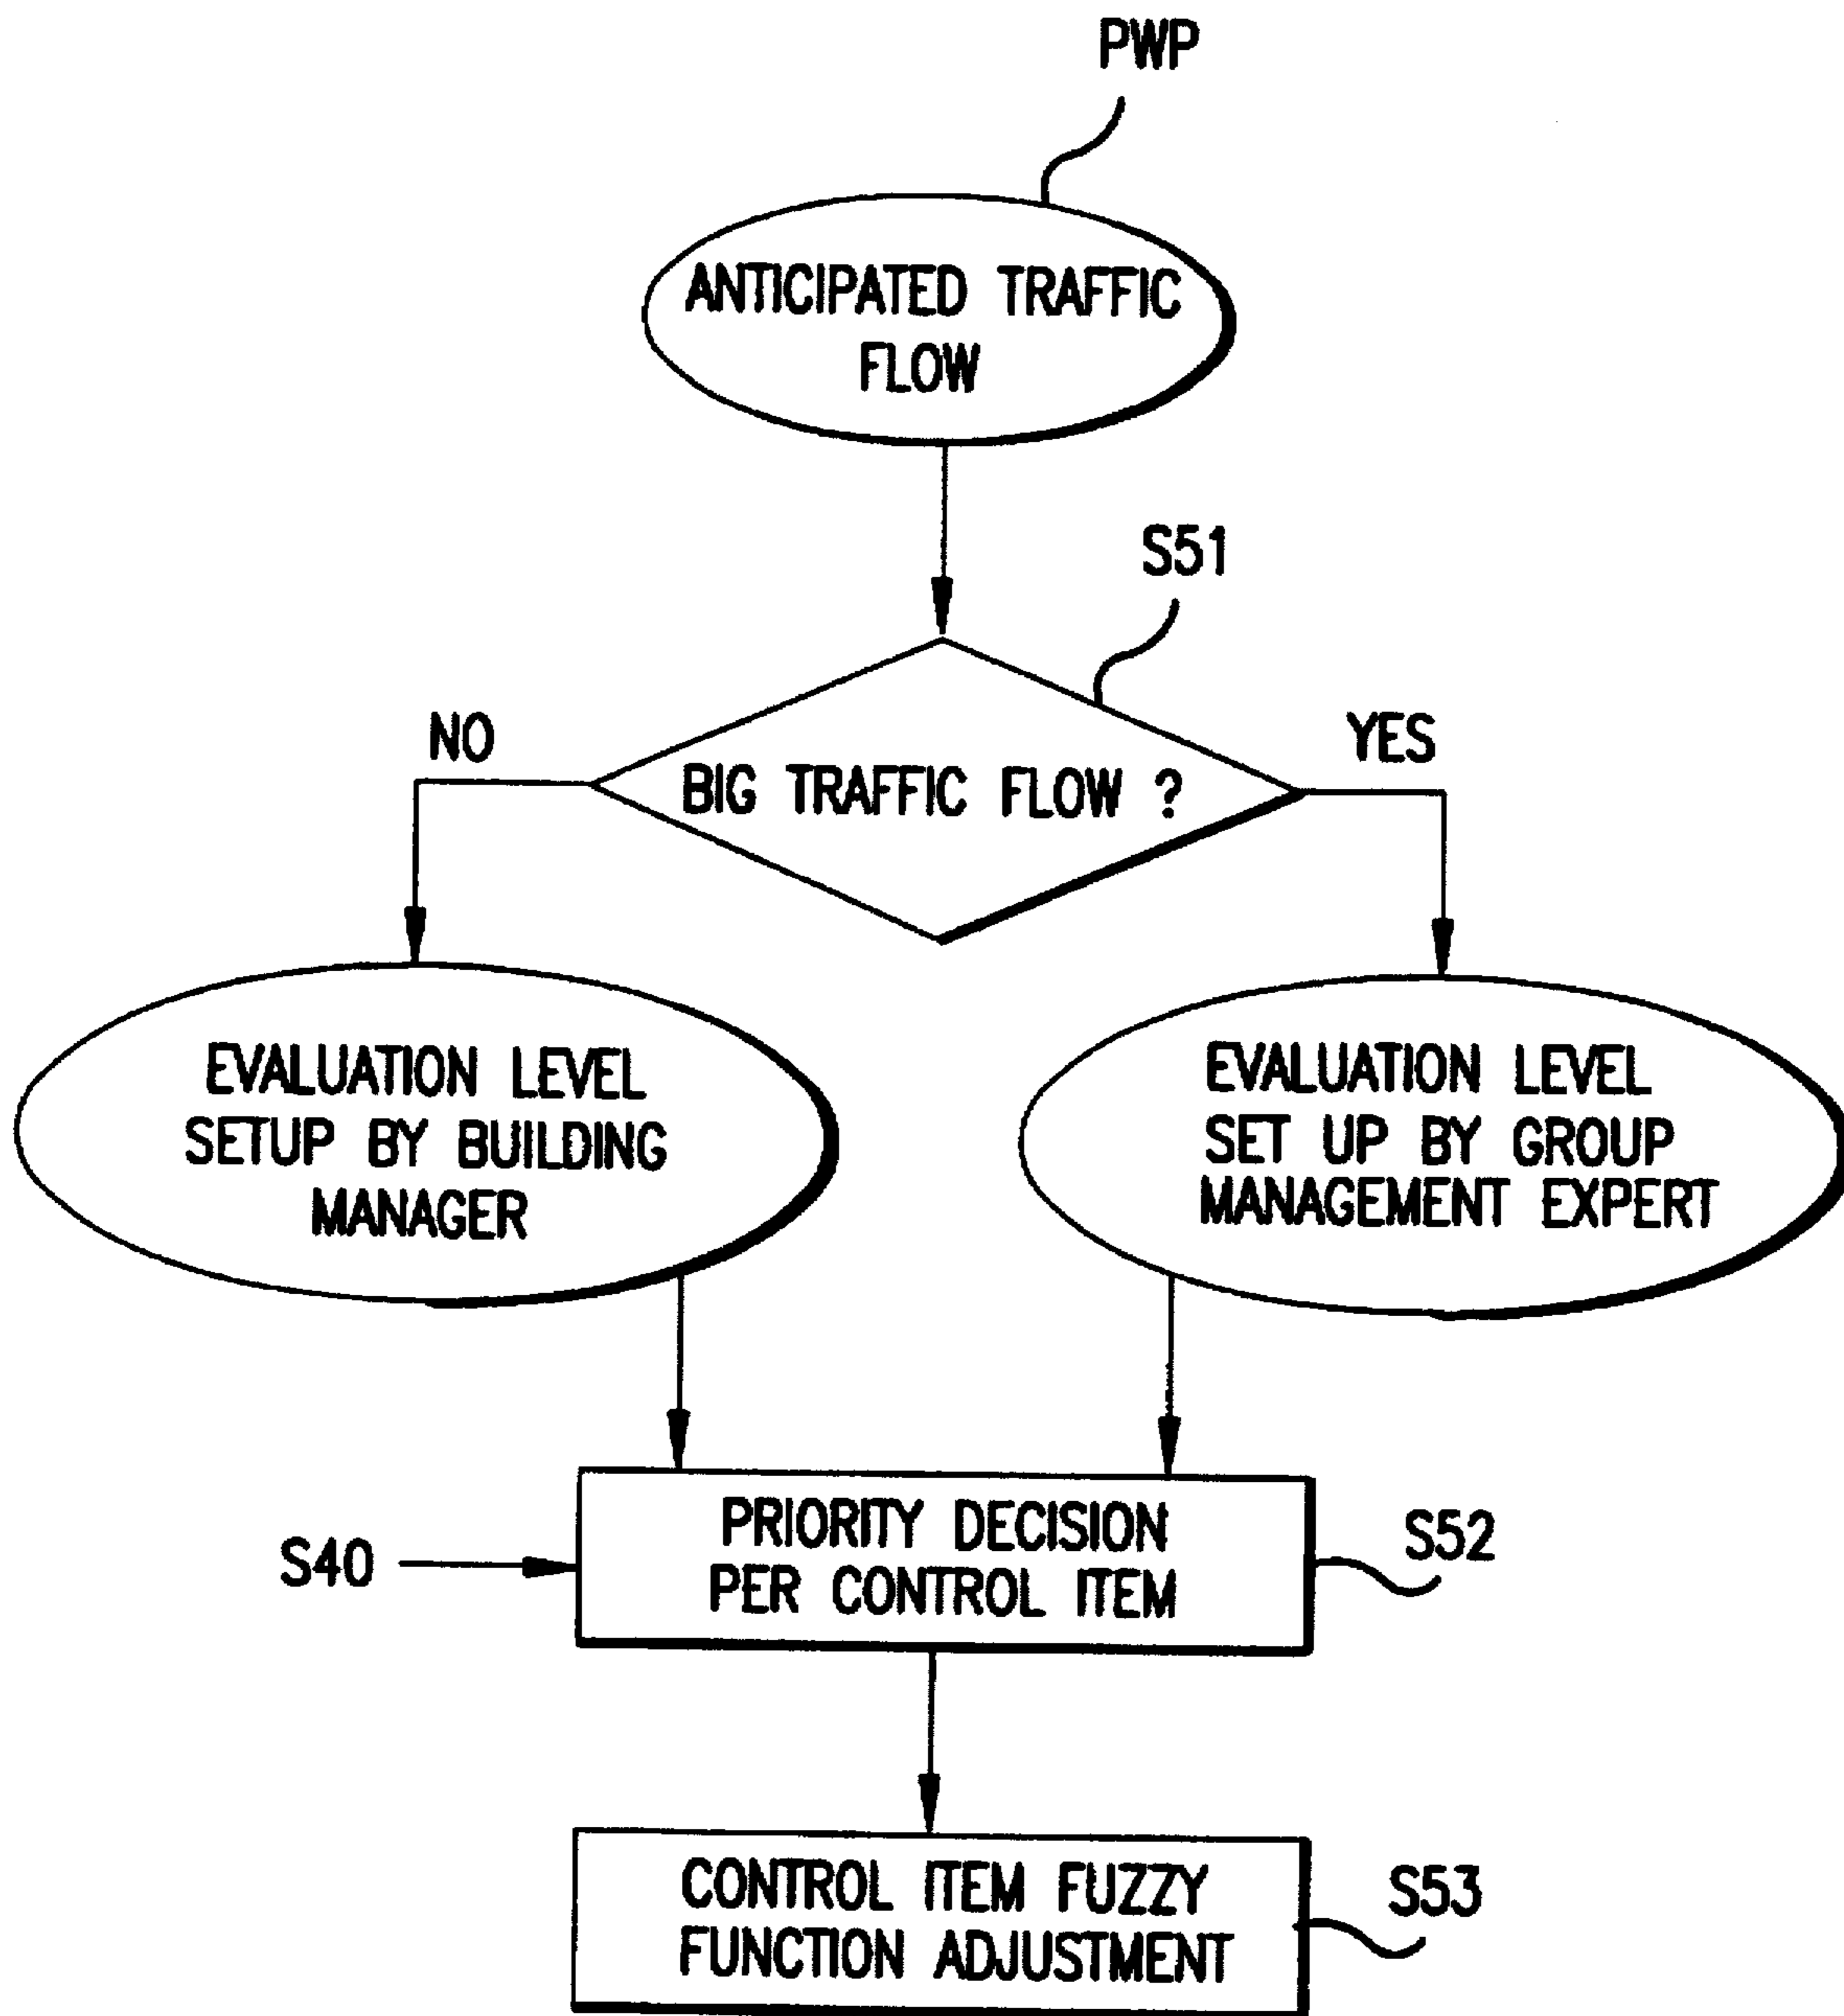 PWP
ANTICIPATED TRAFFIC
FLOW
S51
NO
YES
BIG TRAFFIC FLOW ?
EVALUATION LEVEL
SETUP BY BUILDING
MANAGER
EVALUATION LEVEL
SET UP BY GROUP
MANAGEMENT EXPERT
PRIORITY DECISION
PER CONTROL ITEM
S40
S52
CONTROL ITEM FUZZY
FUNCTION ADJUSTMENT
S53